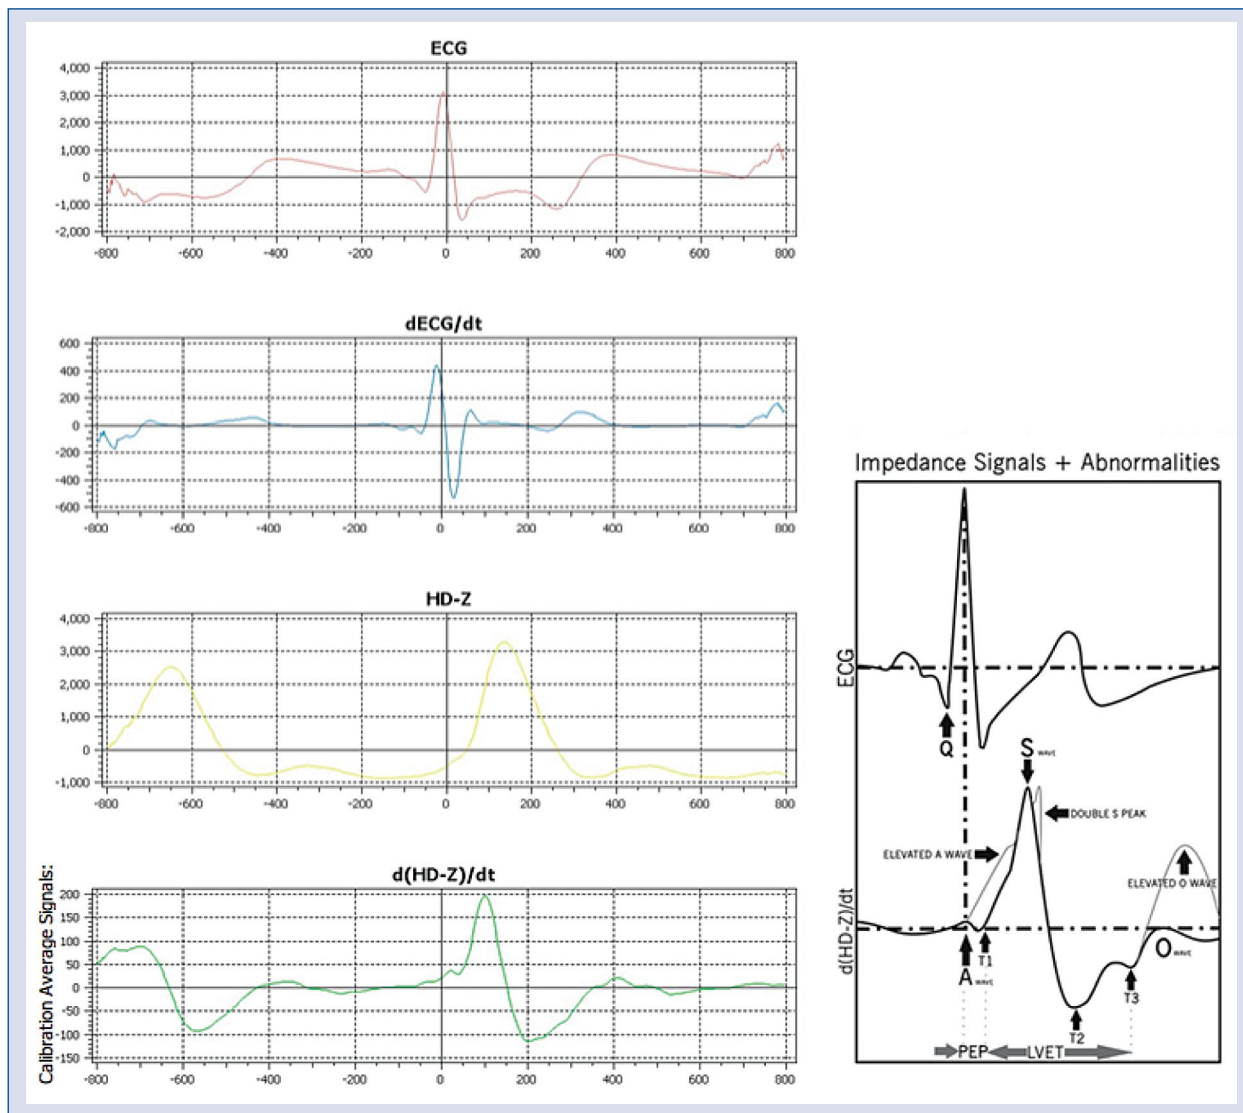 ECG
4,000
3,000
2,000
1,000
0
-1,000
-2,000
-800 -600 -400 -200 0 200 400 600 800
dECG/dt
600
400
200
0
-200
-400
-600
-800 -600 -400 -200 0 200 400 600 800
HD-Z
4,000
3,000
2,000
1,000
0
-1,000
-800 -600 -400 -200 0 200 400 600 800
Calibration Average Signals:
d(HD-Z)/dt
200
150
100
50
0
-50
-100
-150
-800 -600 -400 -200 0 200 400 600 800
Impedance Signals + Abnormalities
ECG
Q
S WAVE
DOUBLE S PEAK
ELEVATED A WAVE
ELEVATED O WAVE
d(HD-Z)/dt
A WAVE
T1
O WAVE
T3
T2
PEP
LVET